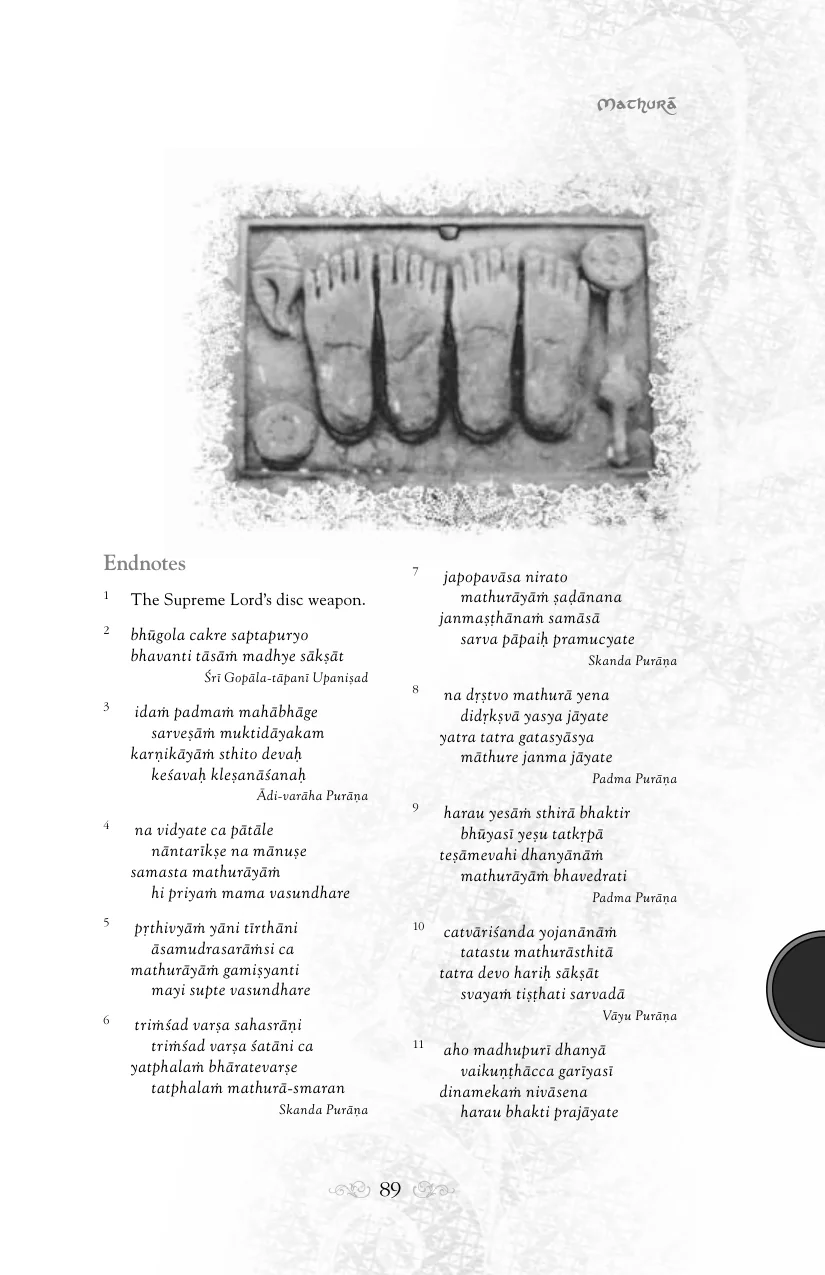 Mathurā
Endnotes
1 The Supreme Lord's disc weapon.
2 bhūgola cakre saptapuryo
bhavanti tāsāṁ madhye sākṣāt
Śrī Gopāla-tāpanī Upaniṣad
3 idaṁ padmaṁ mahābhāge
sarveṣāṁ muktidāyakam
karṇikāyāṁ sthito devaḥ
keśavaḥ kleṣanāśanaḥ
Ādi-varāha Purāṇa
4 na vidyate ca pātāle
nāntarīkṣe na mānuṣe
samasta mathurāyāṁ
hi priyaṁ mama vasundhare
5 pṛthivyāṁ yāni tīrthāni
āsamudrasarāṁsi ca
mathurāyāṁ gamiṣyanti
mayi supte vasundhare
6 triṁśad varṣa sahasrāṇi
triṁśad varṣa śatāni ca
yatphalaṁ bhāratevarṣe
tatphalaṁ mathurā-smaran
Skanda Purāṇa
7 japopavāsa nirato
mathurāyāṁ ṣaḍānana
janmaṣṭhānaṁ samāsā
sarva pāpaiḥ pramucyate
Skanda Purāṇa
8 na dṛṣtvo mathurā yena
didṛkṣvā yasya jāyate
yatra tatra gatasyāsya
māthure janma jāyate
Padma Purāṇa
9 harau yesāṁ sthirā bhaktir
bhūyasī yeṣu tatkṛpā
teṣāmevahi dhanyānāṁ
mathurāyāṁ bhavedrati
Padma Purāṇa
10 catvāriśanda yojanānāṁ
tatastu mathurāsthitā
tatra devo hariḥ sākṣāt
svayaṁ tiṣṭhati sarvadā
Vāyu Purāṇa
11 aho madhupurī dhanyā
vaikuṇṭhācca garīyasī
dinamekaṁ nivāsena
harau bhakti prajāyate
89